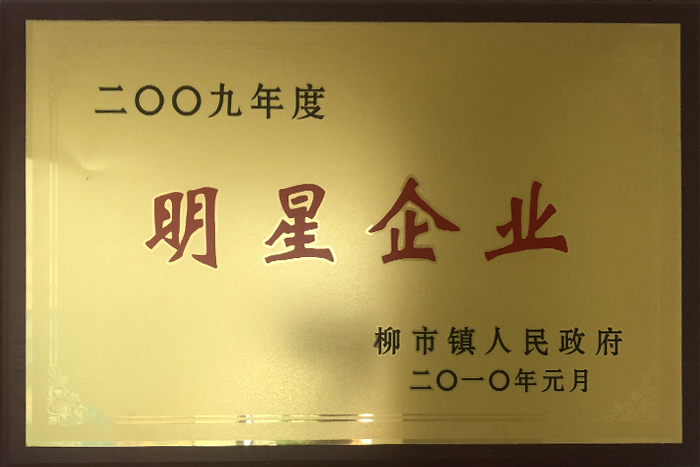 二〇〇九年度
明星企业
柳市镇人民政府
二〇一〇年元月